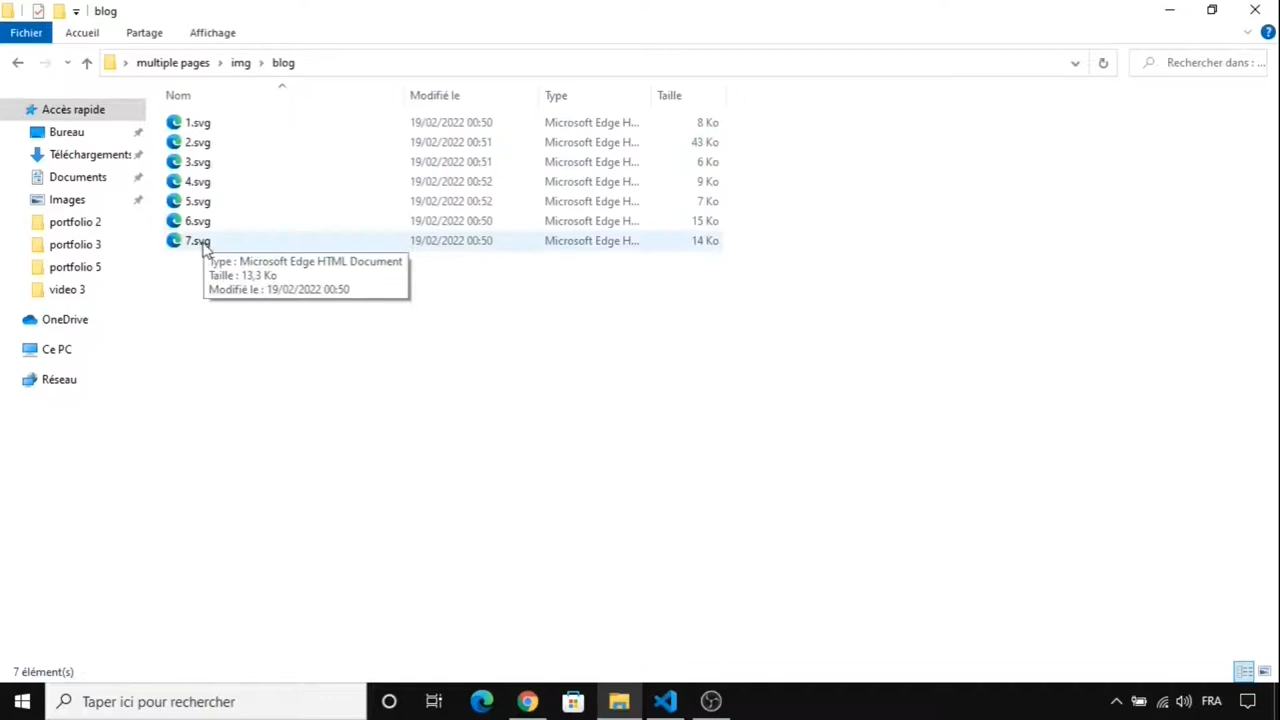 blog
Fichier Accueil Partage Affichage
multiple pages img blog Rechercher dans : ...
Nom Modifié le Type Taille
Accès rapide
Bureau
Téléchargements
Documents
Images
portfolio 2
portfolio 3
portfolio 5
video 3
OneDrive
Ce PC
Réseau
1.svg 19/02/2022 00:50 Microsoft Edge H... 8 Ko
2.svg 19/02/2022 00:51 Microsoft Edge H... 43 Ko
3.svg 19/02/2022 00:51 Microsoft Edge H... 6 Ko
4.svg 19/02/2022 00:52 Microsoft Edge H... 9 Ko
5.svg 19/02/2022 00:52 Microsoft Edge H... 7 Ko
6.svg 19/02/2022 00:50 Microsoft Edge H... 15 Ko
7.svg 19/02/2022 00:50 Microsoft Edge H... 14 Ko
Type : Microsoft Edge HTML Document
Taille : 13,3 Ko
Modifié le : 19/02/2022 00:50
7 élément(s)
Taper ici pour rechercher FRA